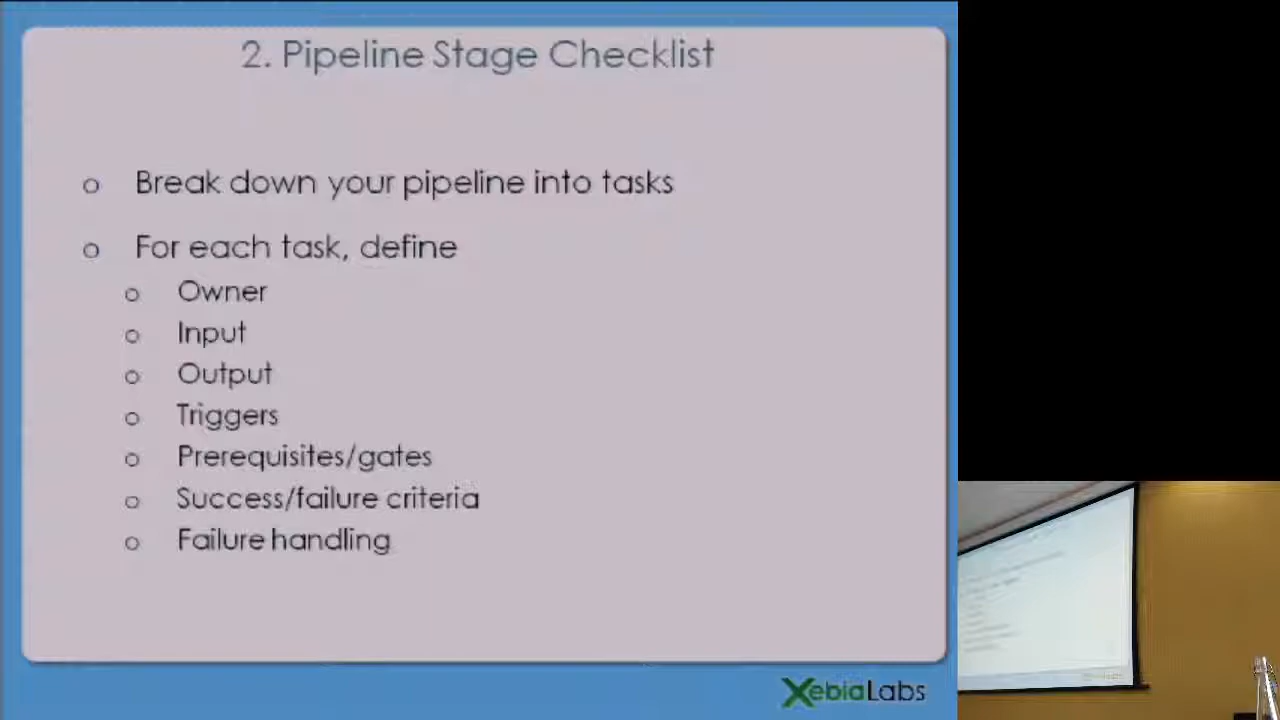 2. Pipeline Stage Checklist
o Break down your pipeline into tasks
o For each task, define
o Owner
o Input
o Output
o Triggers
o Prerequisites/gates
o Success/failure criteria
o Failure handling
XebiaLabs